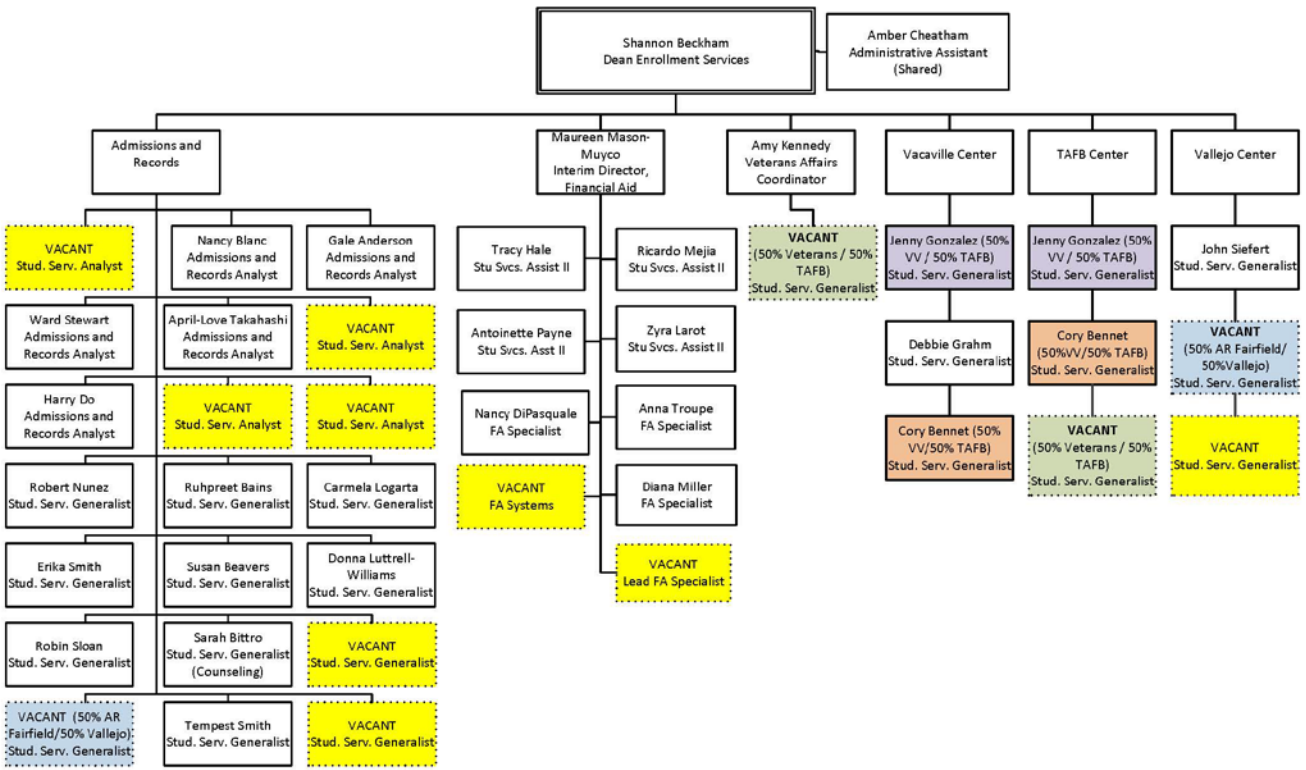 Shannon Beckham
Dean Enrollment Services
Amber Cheatham
Administrative Assistant
(Shared)
Admissions and
Records
Maureen Mason-
Muyco
Interim Director,
Financial Aid
Amy Kennedy
Veterans Affairs
Coordinator
Vacaville Center
TAFB Center
Vallejo Center
VACANT
Stud. Serv. Analyst
Nancy Blanc
Admissions and
Records Analyst
Gale Anderson
Admissions and
Records Analyst
Ward Stewart
Admissions and
Records Analyst
April-Love Takahashi
Admissions and
Records Analyst
VACANT
Stud. Serv. Analyst
Harry Do
Admissions and
Records Analyst
VACANT
Stud. Serv. Analyst
VACANT
Stud. Serv. Analyst
Robert Nunez
Stud. Serv. Generalist
Ruhpreet Bains
Stud. Serv. Generalist
Carmela Logarta
Stud. Serv. Generalist
Erika Smith
Stud. Serv. Generalist
Susan Beavers
Stud. Serv. Generalist
Donna Luttrell-
Williams
Stud. Serv. Generalist
Robin Sloan
Stud. Serv. Generalist
Sarah Bittro
Stud. Serv. Generalist
(Counseling)
VACANT
Stud. Serv. Generalist
VACANT (50% AR
Fairfield/50% Vallejo)
Stud. Serv. Generalist
Tempest Smith
Stud. Serv. Generalist
VACANT
Stud. Serv. Generalist
Tracy Hale
Stu Svcs. Assist II
Ricardo Mejia
Stu Svcs. Assist II
Antoinette Payne
Stu Svcs. Asst II
Zyra Larot
Stu Svcs. Assist II
Nancy DiPasquale
FA Specialist
Anna Troupe
FA Specialist
VACANT
FA Systems
Diana Miller
FA Specialist
VACANT
Lead FA Specialist
VACANT
(50% Veterans / 50%
TAFB)
Stud. Serv. Generalist
Jenny Gonzalez (50%
VV / 50% TAFB)
Stud. Serv. Generalist
Debbie Grahm
Stud. Serv. Generalist
Cory Bennet (50%
VV/50% TAFB)
Stud. Serv. Generalist
Jenny Gonzalez (50%
VV / 50% TAFB)
Stud. Serv. Generalist
Cory Bennet
(50%VV/50% TAFB)
Stud. Serv. Generalist
VACANT
(50% Veterans / 50%
TAFB)
Stud. Serv. Generalist
John Siefert
Stud. Serv. Generalist
VACANT
(50% AR Fairfield/
50%Vallejo)
Stud. Serv. Generalist
VACANT
Stud. Serv. Generalist